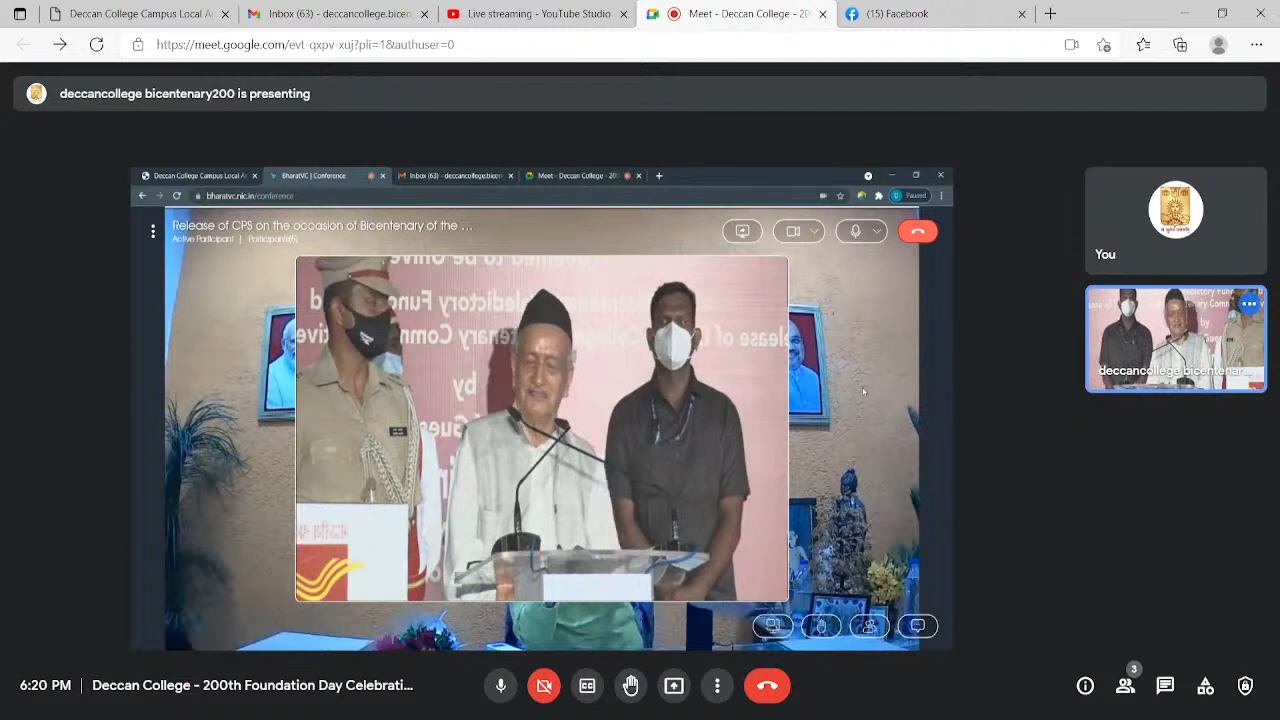 Deccan College Campus Local A
Inbox (63) - deccancollege.bicen
Live streaming - YouTube Studio
Meet - Deccan College - 20
(15) Facebook
https://meet.google.com/evt-qxpv-xuj?pli=1&authuser=0
deccancollege bicentenary200 is presenting
Deccan College Campus Local A
BharatVC | Conference
Inbox (63) - deccancollege.bicen
Meet - Deccan College - 200
bharatvc.nic.in/conference
Paused
Release of CPS on the occasion of Bicentenary of the ...
Active Participant | Participants(5)
by
You
deccancollege bicentenar...
by
3
6:20 PM | Deccan College - 200th Foundation Day Celebrati...